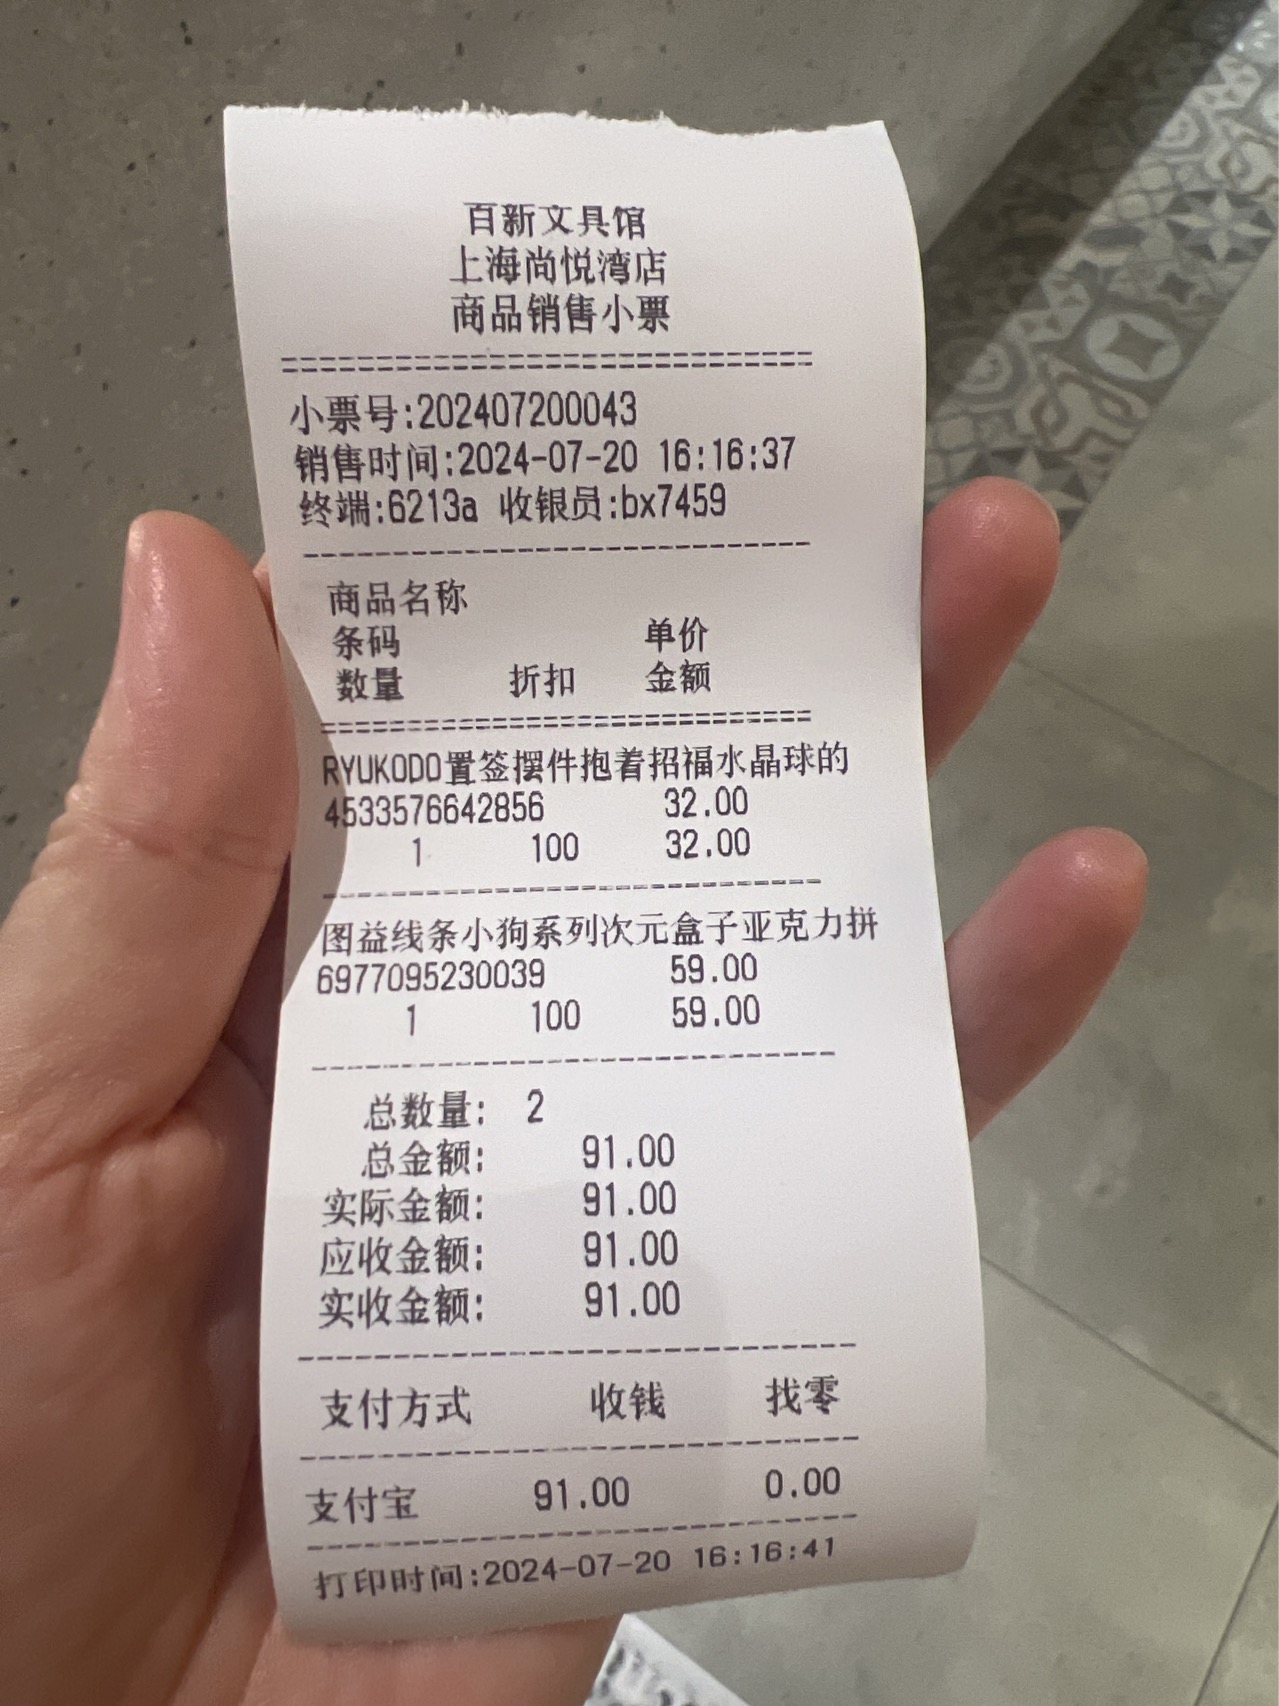 百新文具馆
上海尚悦湾店
商品销售小票
==============================
小票号:202407200043
销售时间:2024-07-20 16:16:37
终端:6213a 收银员:bx7459
------------------------------
商品名称
条码 单价
数量 折扣 金额
==============================
RYUKODO置签摆件抱着招福水晶球的
4533576642856 32.00
1 100 32.00
------------------------------
图益线条小狗系列次元盒子亚克力拼
6977095230039 59.00
1 100 59.00
------------------------------
总数量: 2
总金额: 91.00
实际金额: 91.00
应收金额: 91.00
实收金额: 91.00
------------------------------
支付方式 收钱 找零
------------------------------
支付宝 91.00 0.00
------------------------------
打印时间:2024-07-20 16:16:41